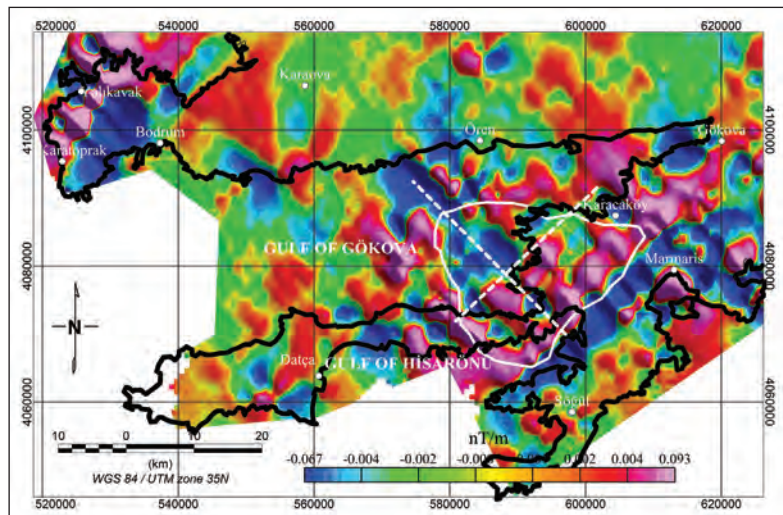 520000 540000 560000 580000 600000 620000
Yalıkavak
Karaova
4100000
Bodrum
Ören
Gökova
4100000
Karatoprak
Karacaköy
GULF OF GÖKOVA
4080000
Marmaris
4080000
N
Datça
GULF OF HİSARÖNÜ
4060000
Söğüt
4060000
nT/m
10 0 10 20
(km)
-0.067 -0.004 -0.002 0.002 0.004 0.093
WGS 84 / UTM zone 35N
520000 540000 560000 580000 600000 620000